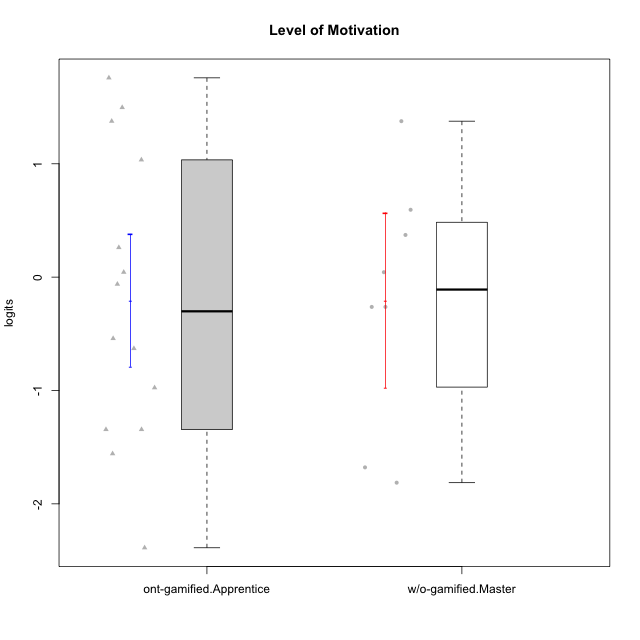 Level of Motivation
logits
1
0
-1
-2
ont-gamified.Apprentice
w/o-gamified.Master